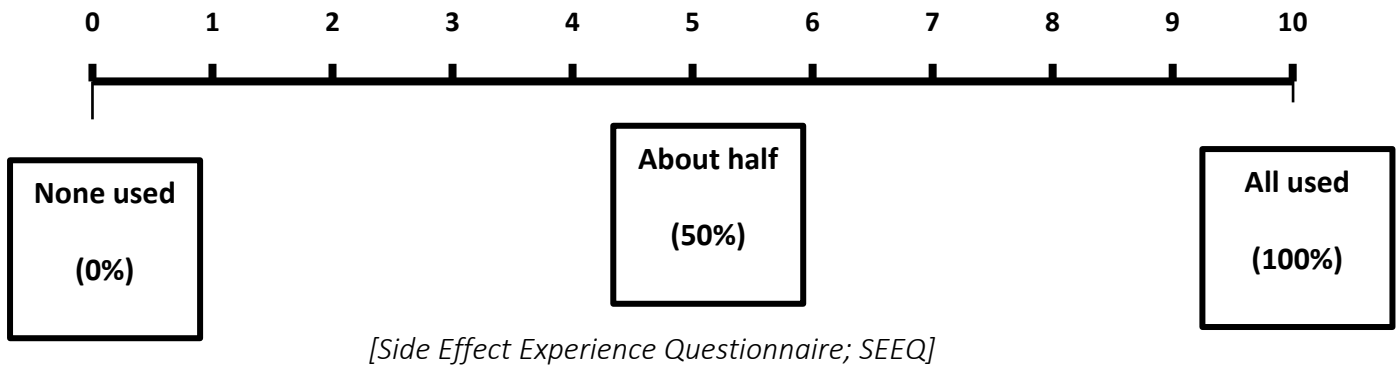 0 1 2 3 4 5 6 7 8 9 10
None used
(0%)
About half
(50%)
All used
(100%)
[Side Effect Experience Questionnaire; SEEQ]